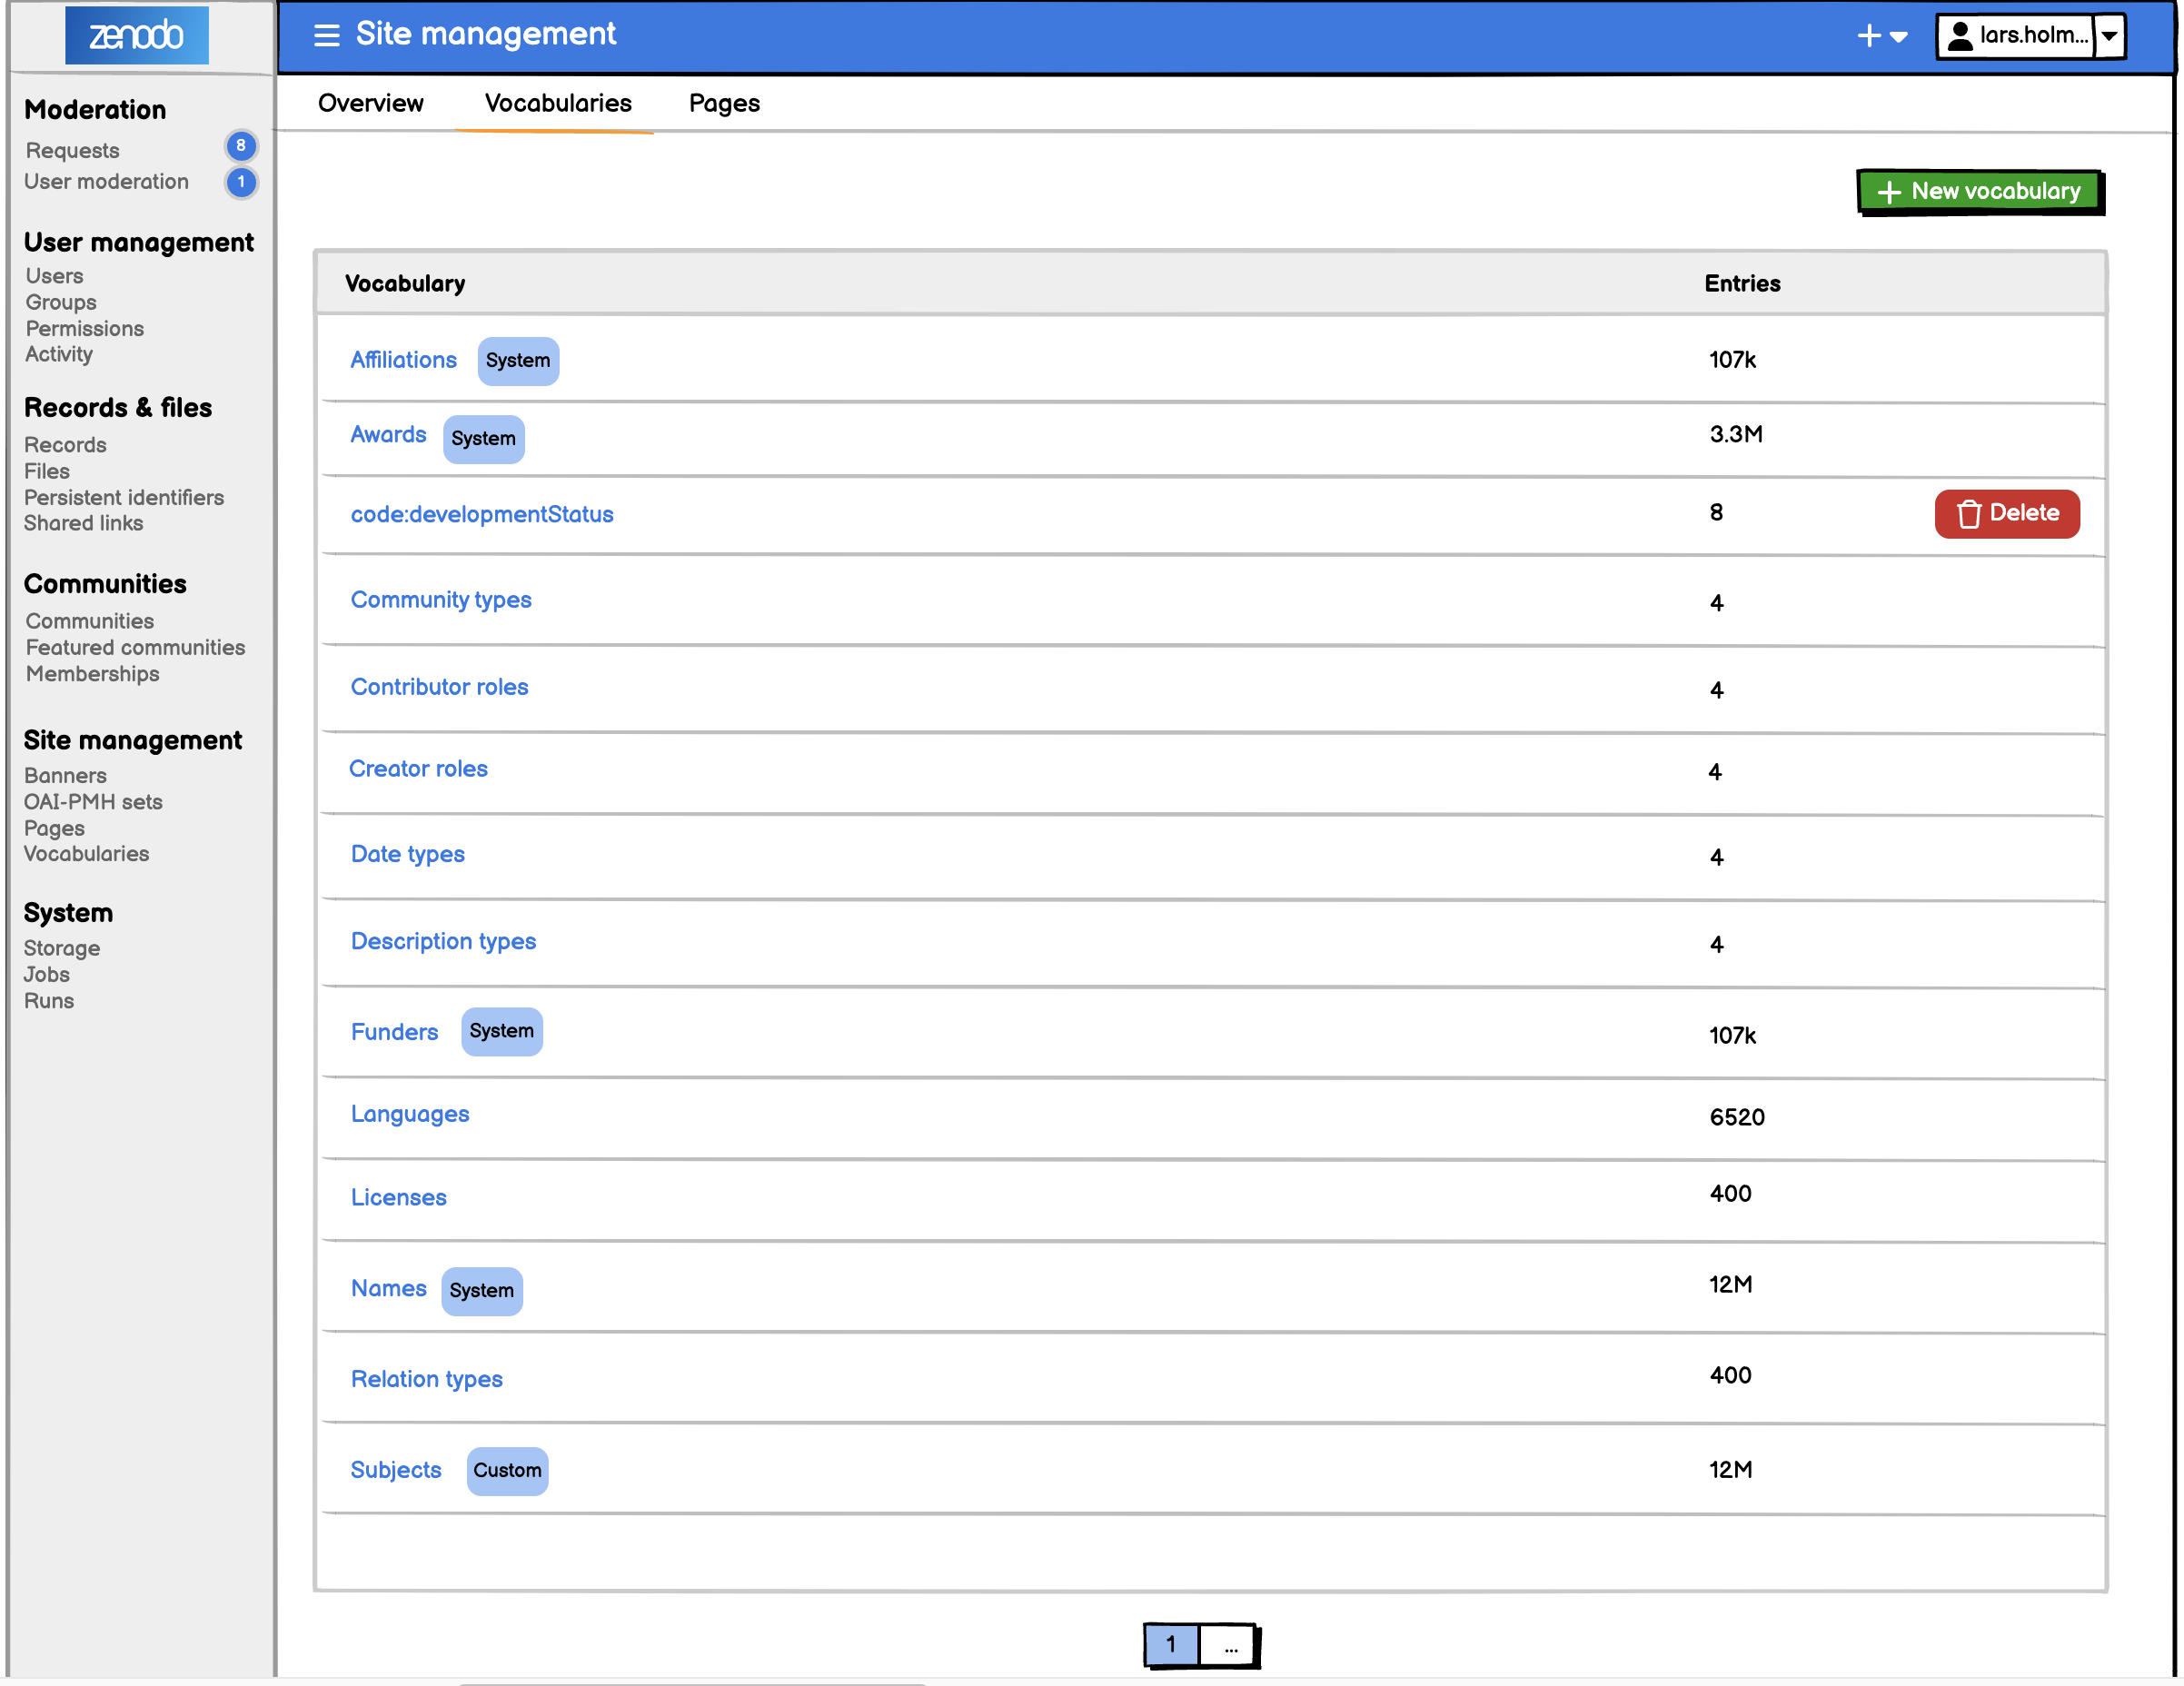 zenodo
Site management
lars.holm...
Overview Vocabularies Pages
Moderation
Requests 8
User moderation 1
User management
Users
Groups
Permissions
Activity
Records & files
Records
Files
Persistent identifiers
Shared links
Communities
Communities
Featured communities
Memberships
Site management
Banners
OAI-PMH sets
Pages
Vocabularies
System
Storage
Jobs
Runs
+ New vocabulary
Vocabulary Entries
Affiliations System 107k
Awards System 3.3M
code:developmentStatus 8 Delete
Community types 4
Contributor roles 4
Creator roles 4
Date types 4
Description types 4
Funders System 107k
Languages 6520
Licenses 400
Names System 12M
Relation types 400
Subjects Custom 12M
1 ...